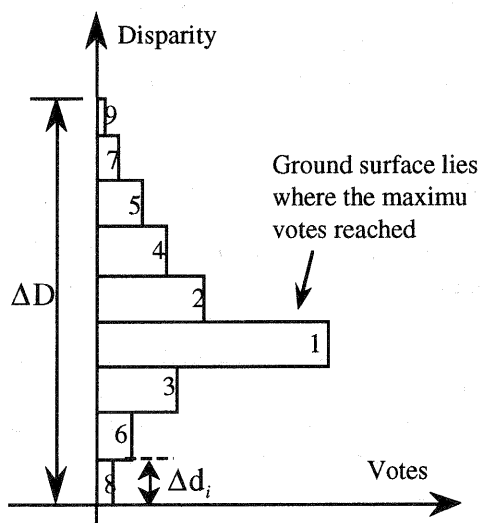 Disparity
9
7
Ground surface lies
where the maximu
votes reached
5
4
ΔD
2
1
3
6
Votes
8
Δdᵢ